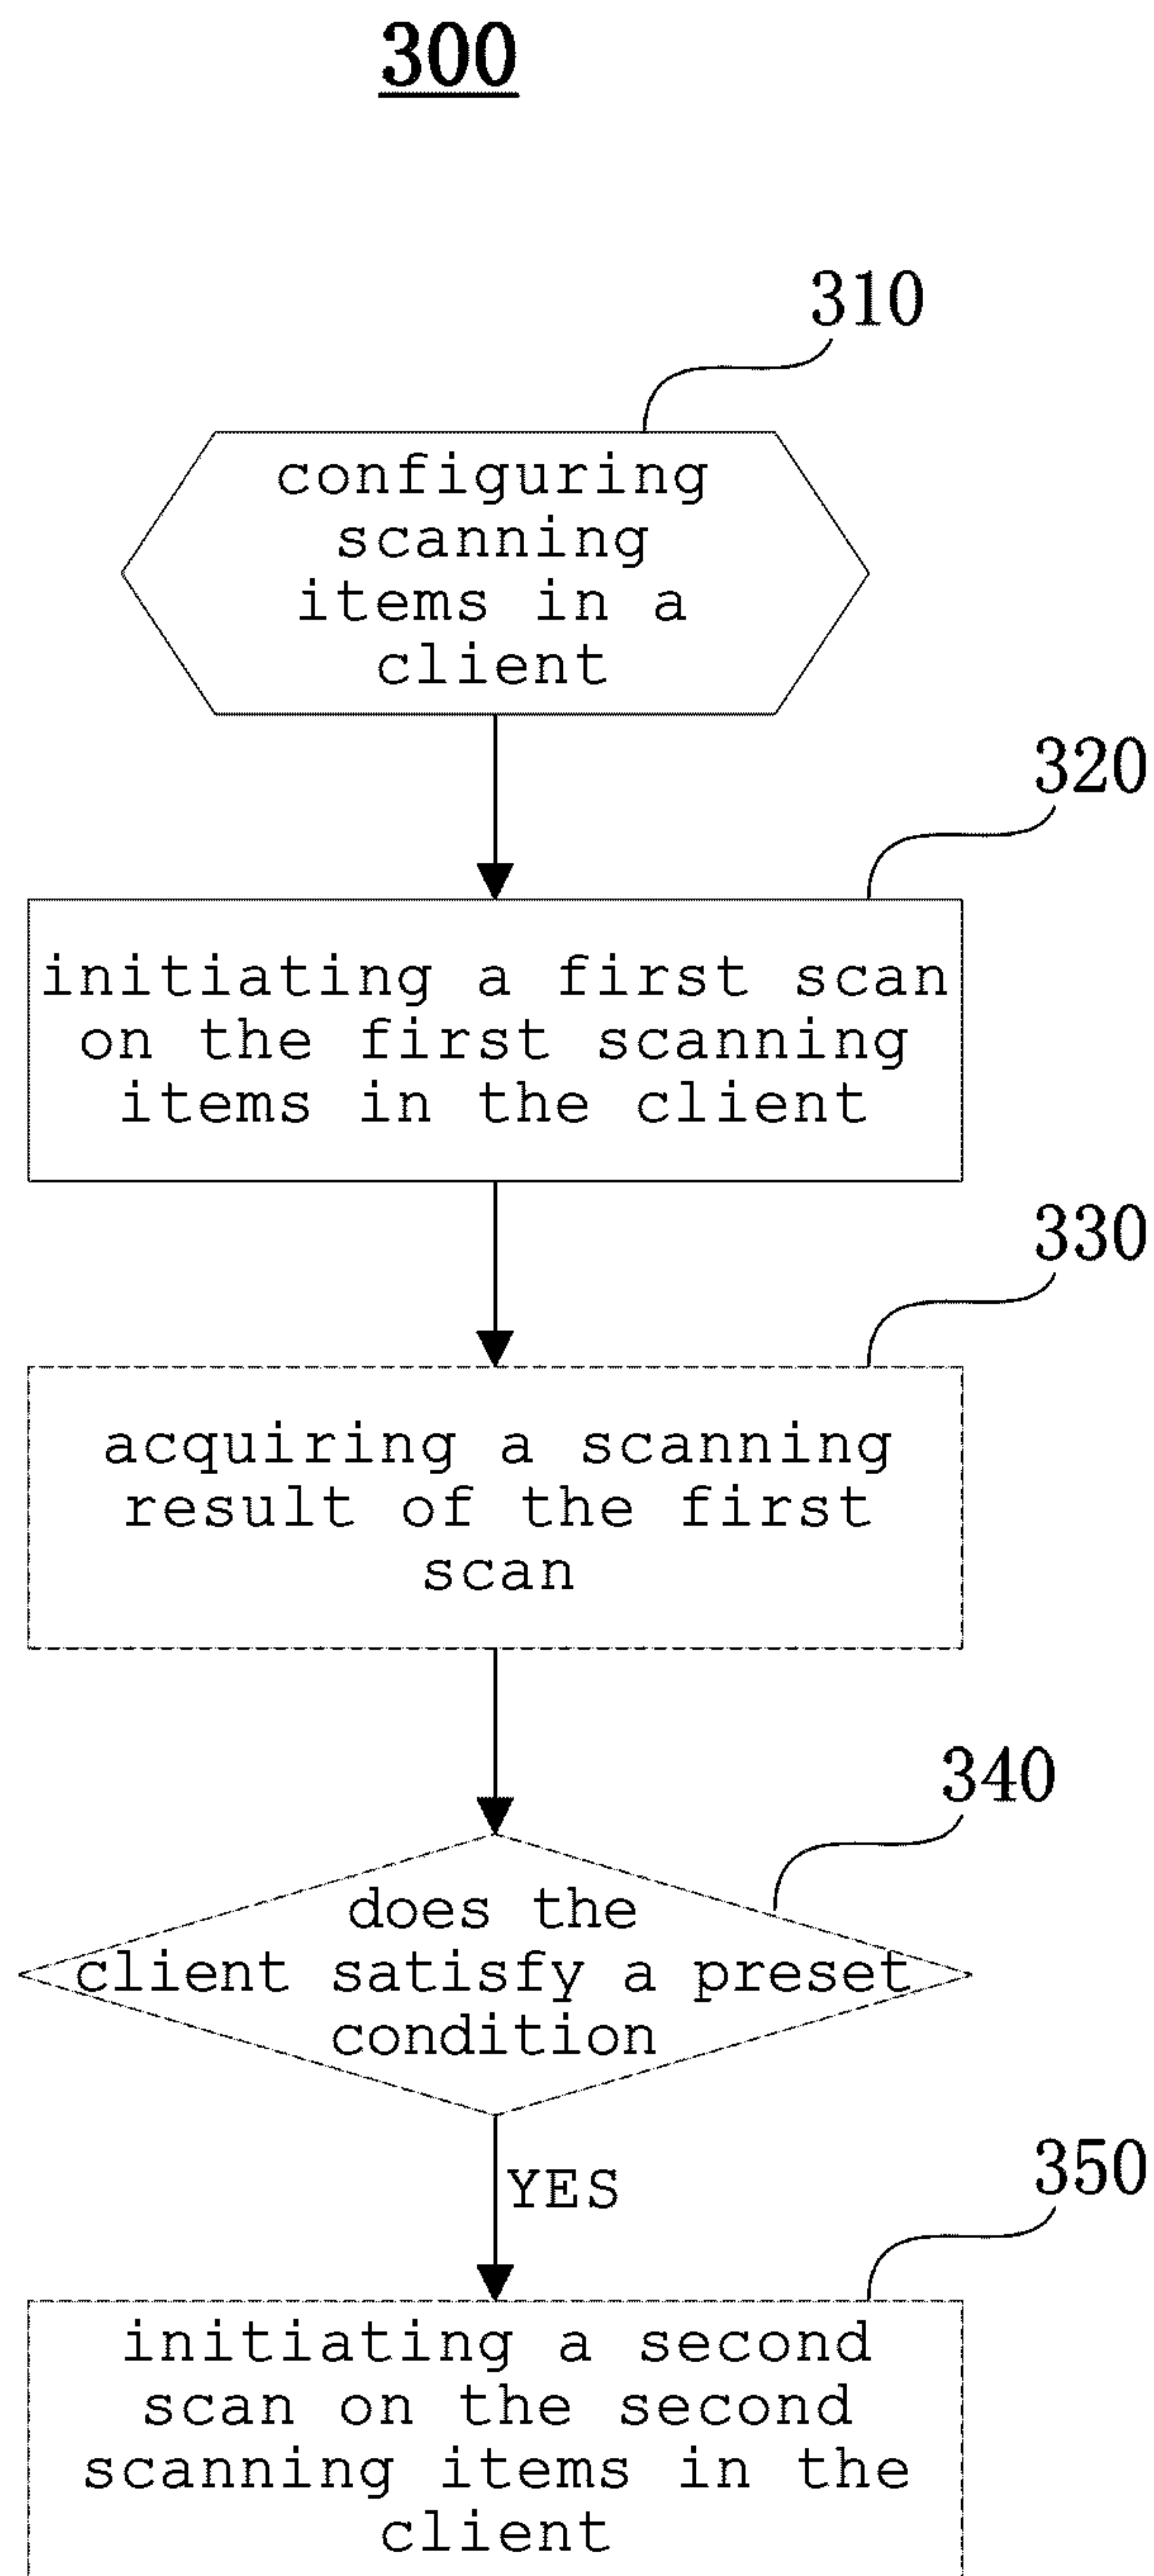 300
310
configuring
scanning
items in a
client
320
initiating a first scan
on the first scanning
items in the client
330
acquiring a scanning
result of the first
scan
340
does the
client satisfy a preset
condition
YES
350
initiating a second
scan on the second
scanning items in the
client